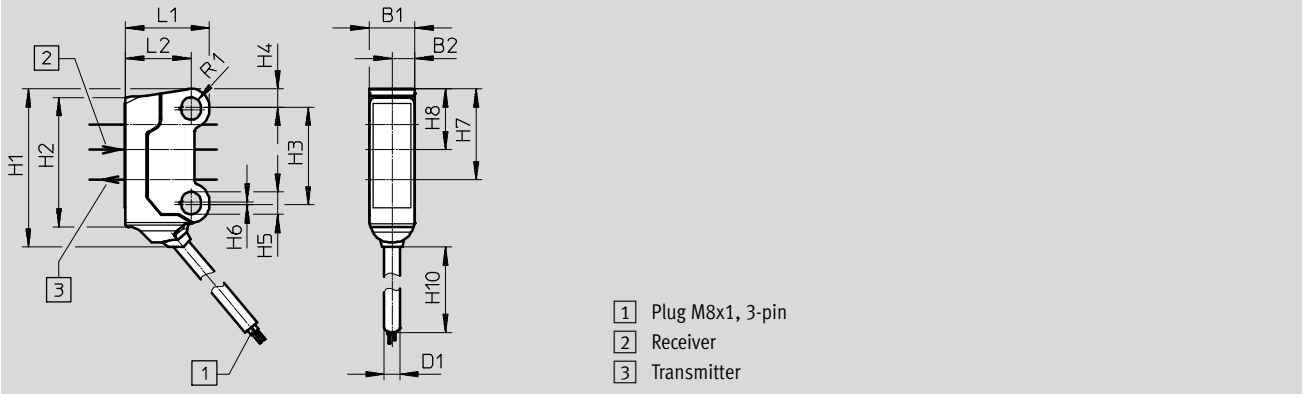 L1
B1
L2
H4
B2
2
R1
H1
H2
H3
H8
H7
H6
H5
3
H10
1
D1
1 Plug M8x1, 3-pin
2 Receiver
3 Transmitter